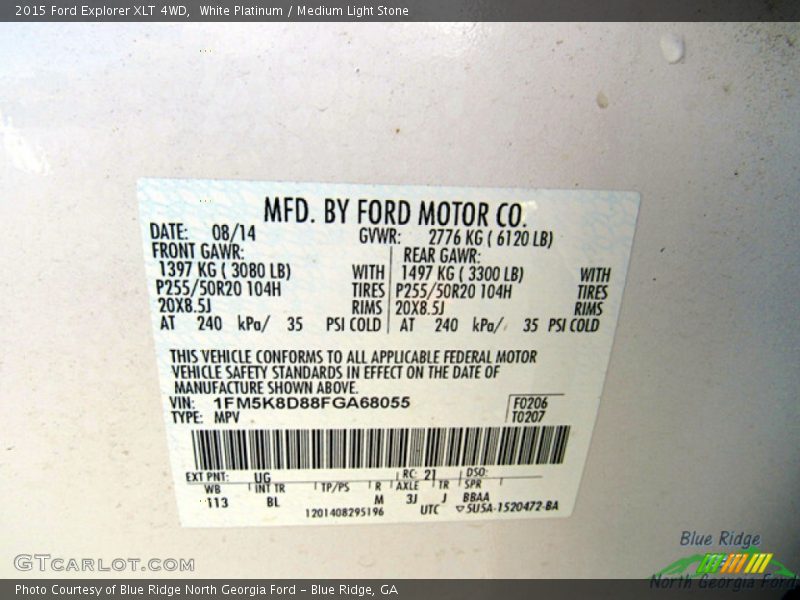 2015 Ford Explorer XLT 4WD, White Platinum / Medium Light Stone
MFD. BY FORD MOTOR CO.
DATE: 08/14 GVWR: 2776 KG ( 6120 LB)
FRONT GAWR: REAR GAWR:
1397 KG ( 3080 LB) WITH 1497 KG ( 3300 LB) WITH
P255/50R20 104H TIRES P255/50R20 104H TIRES
20X8.5J RIMS 20X8.5J RIMS
AT 240 kPa/ 35 PSI COLD AT 240 kPa/ 35 PSI COLD
THIS VEHICLE CONFORMS TO ALL APPLICABLE FEDERAL MOTOR
VEHICLE SAFETY STANDARDS IN EFFECT ON THE DATE OF
MANUFACTURE SHOWN ABOVE.
VIN: 1FM5K8D88FGA68055 F0206
TYPE: MPV T0207
EXT PNT: UG RC: 21 DSO:
WB INT TR TP/PS R AXLE TR SPR
113 BL M 3J J BBAA
1201408295196 UTC ▽5U5A-1520472-BA
Blue Ridge
North Georgia Ford
GTCARLOT.COM
Photo Courtesy of Blue Ridge North Georgia Ford – Blue Ridge, GA